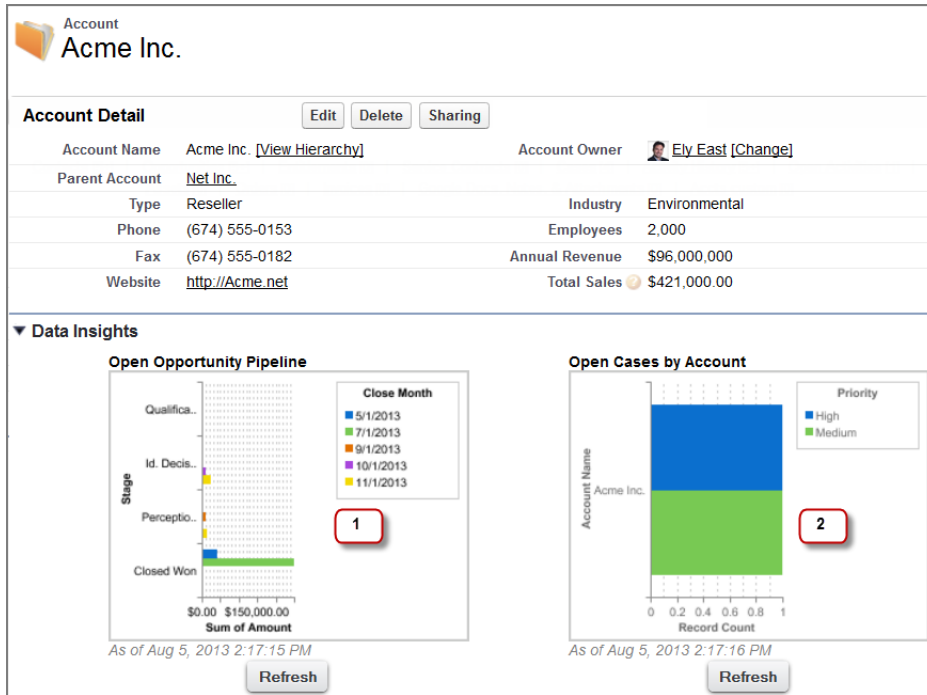 Account
Acme Inc.
Account Detail Edit Delete Sharing
Account Name Acme Inc. [View Hierarchy] Account Owner Ely East [Change]
Parent Account Net Inc.
Type Reseller Industry Environmental
Phone (674) 555-0153 Employees 2,000
Fax (674) 555-0182 Annual Revenue $96,000,000
Website http://Acme.net Total Sales ? $421,000.00
Data Insights
Open Opportunity Pipeline
Close Month
5/1/2013
7/1/2013
9/1/2013
10/1/2013
11/1/2013
Stage
Qualifica..
Id. Decis..
Perceptio..
Closed Won
1
$0.00 $150,000.00
Sum of Amount
As of Aug 5, 2013 2:17:15 PM
Refresh
Open Cases by Account
Priority
High
Medium
Account Name
Acme Inc.
2
0 0.2 0.4 0.6 0.8 1
Record Count
As of Aug 5, 2013 2:17:16 PM
Refresh